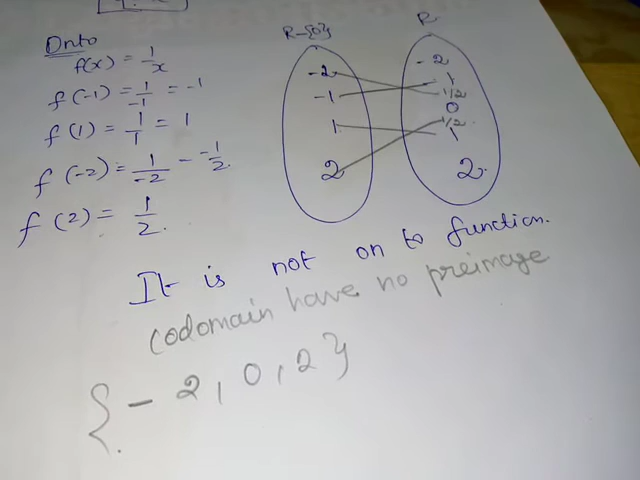 Onto
f(x) = 1/x
f(-1) = 1/-1 = -1
f(1) = 1/1 = 1
f(-2) = 1/-2 - -1/2.
f(2) = 1/2.
R-{0}
-2
-1
1
2
R
-2
-1/2
0
1/2
1
2.
It is not on to function.
codomain have no preimage
{-2, 0, 2}